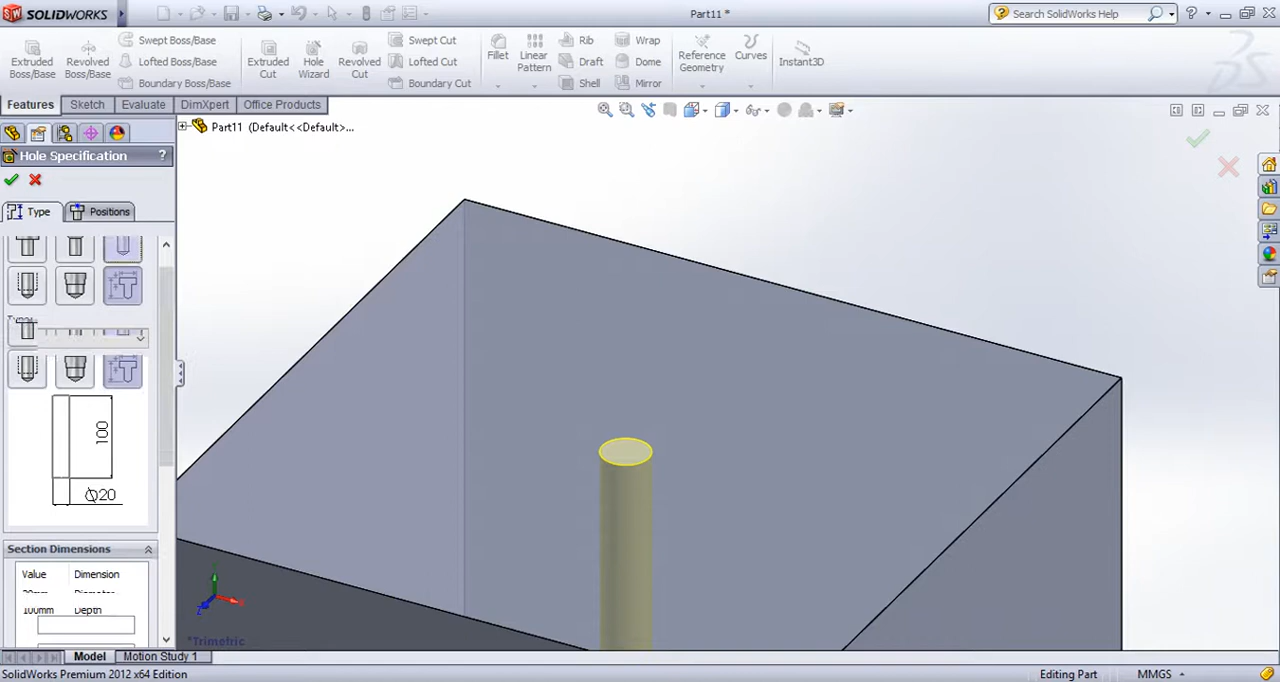 SOLIDWORKS
Part11 *
Search SolidWorks Help
Extruded Boss/Base
Revolved Boss/Base
Swept Boss/Base
Lofted Boss/Base
Boundary Boss/Base
Extruded Cut
Hole Wizard
Revolved Cut
Swept Cut
Lofted Cut
Boundary Cut
Fillet
Linear Pattern
Rib
Draft
Shell
Wrap
Dome
Mirror
Reference Geometry
Curves
Instant3D
Features
Sketch
Evaluate
DimXpert
Office Products
Part11 (Default<<Default>...
Hole Specification
?
Type
Positions
100
Ø20
Section Dimensions
Value Dimension
100mm Depth
*Trimetric
Model
Motion Study 1
SolidWorks Premium 2012 x64 Edition
Editing Part
MMGS